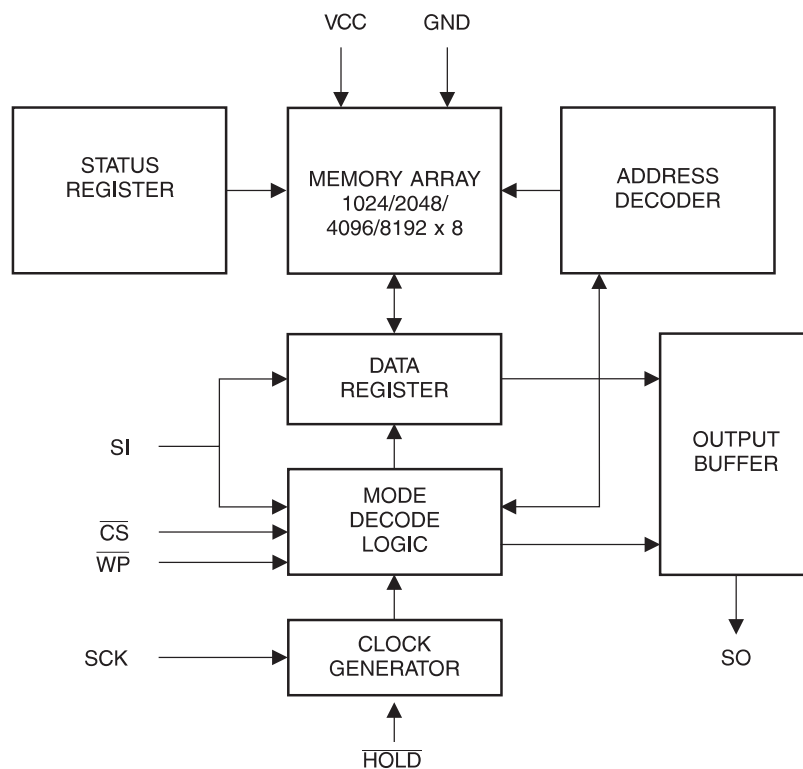 VCC
GND
STATUS
REGISTER
MEMORY ARRAY
1024/2048/
4096/8192 x 8
ADDRESS
DECODER
DATA
REGISTER
OUTPUT
BUFFER
SI
MODE
DECODE
LOGIC
CS
WP
CLOCK
GENERATOR
SCK
SO
HOLD